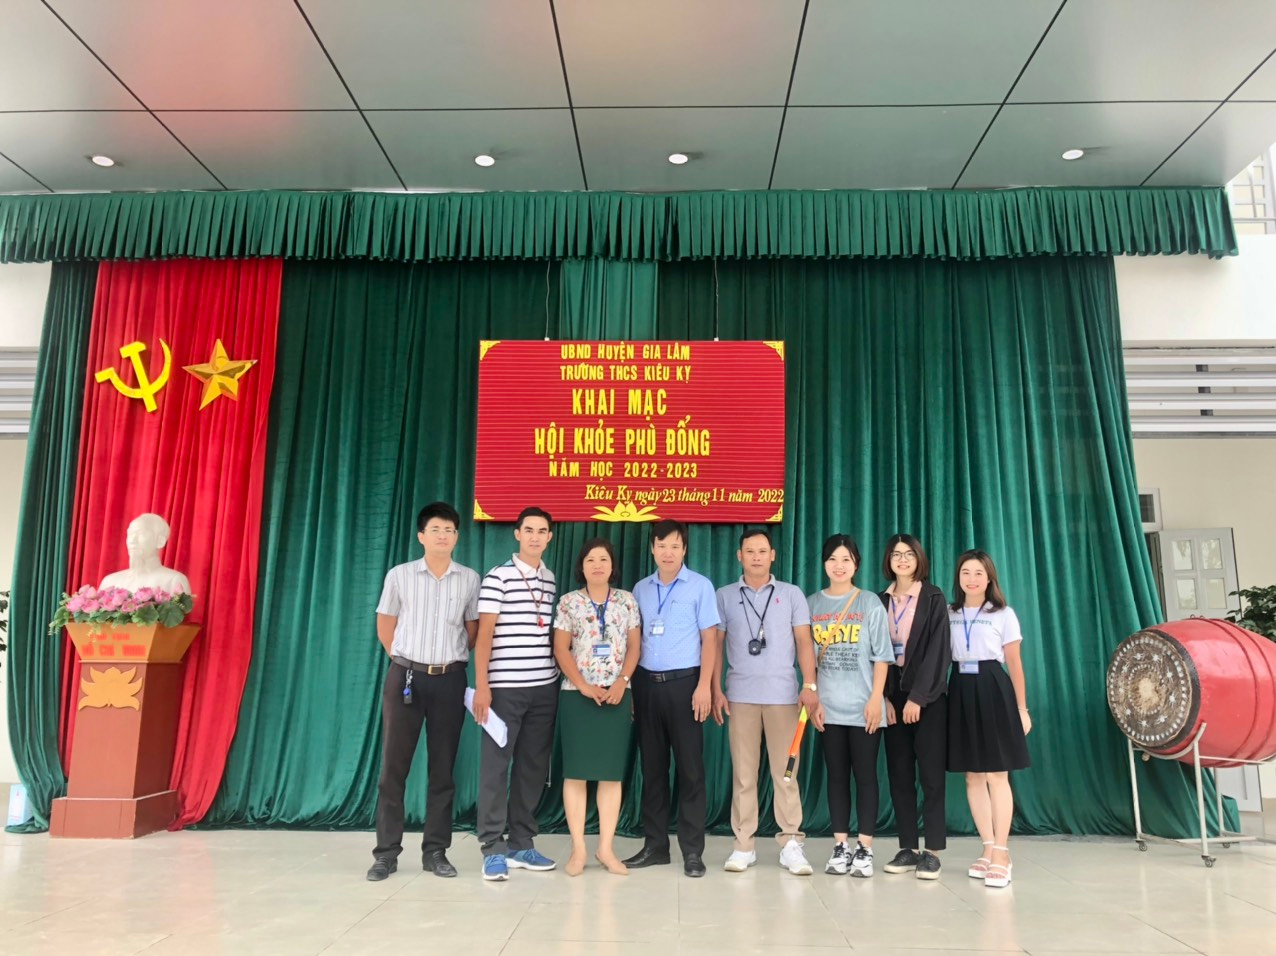 UBND HUYỆN GIA LÂM
TRƯỜNG THCS KIÊU KỴ
KHAI MẠC
HỘI KHỎE PHÙ ĐỔNG
NĂM HỌC 2022-2023
Kiêu Kỵ ngày 23 tháng 11 năm 2022